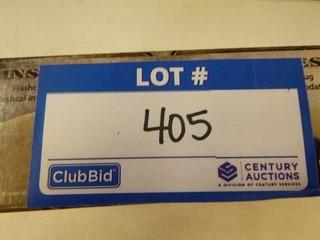 LOT #
405
ClubBid
CENTURY
AUCTIONS
A DIVISION OF CENTURY SERVICES